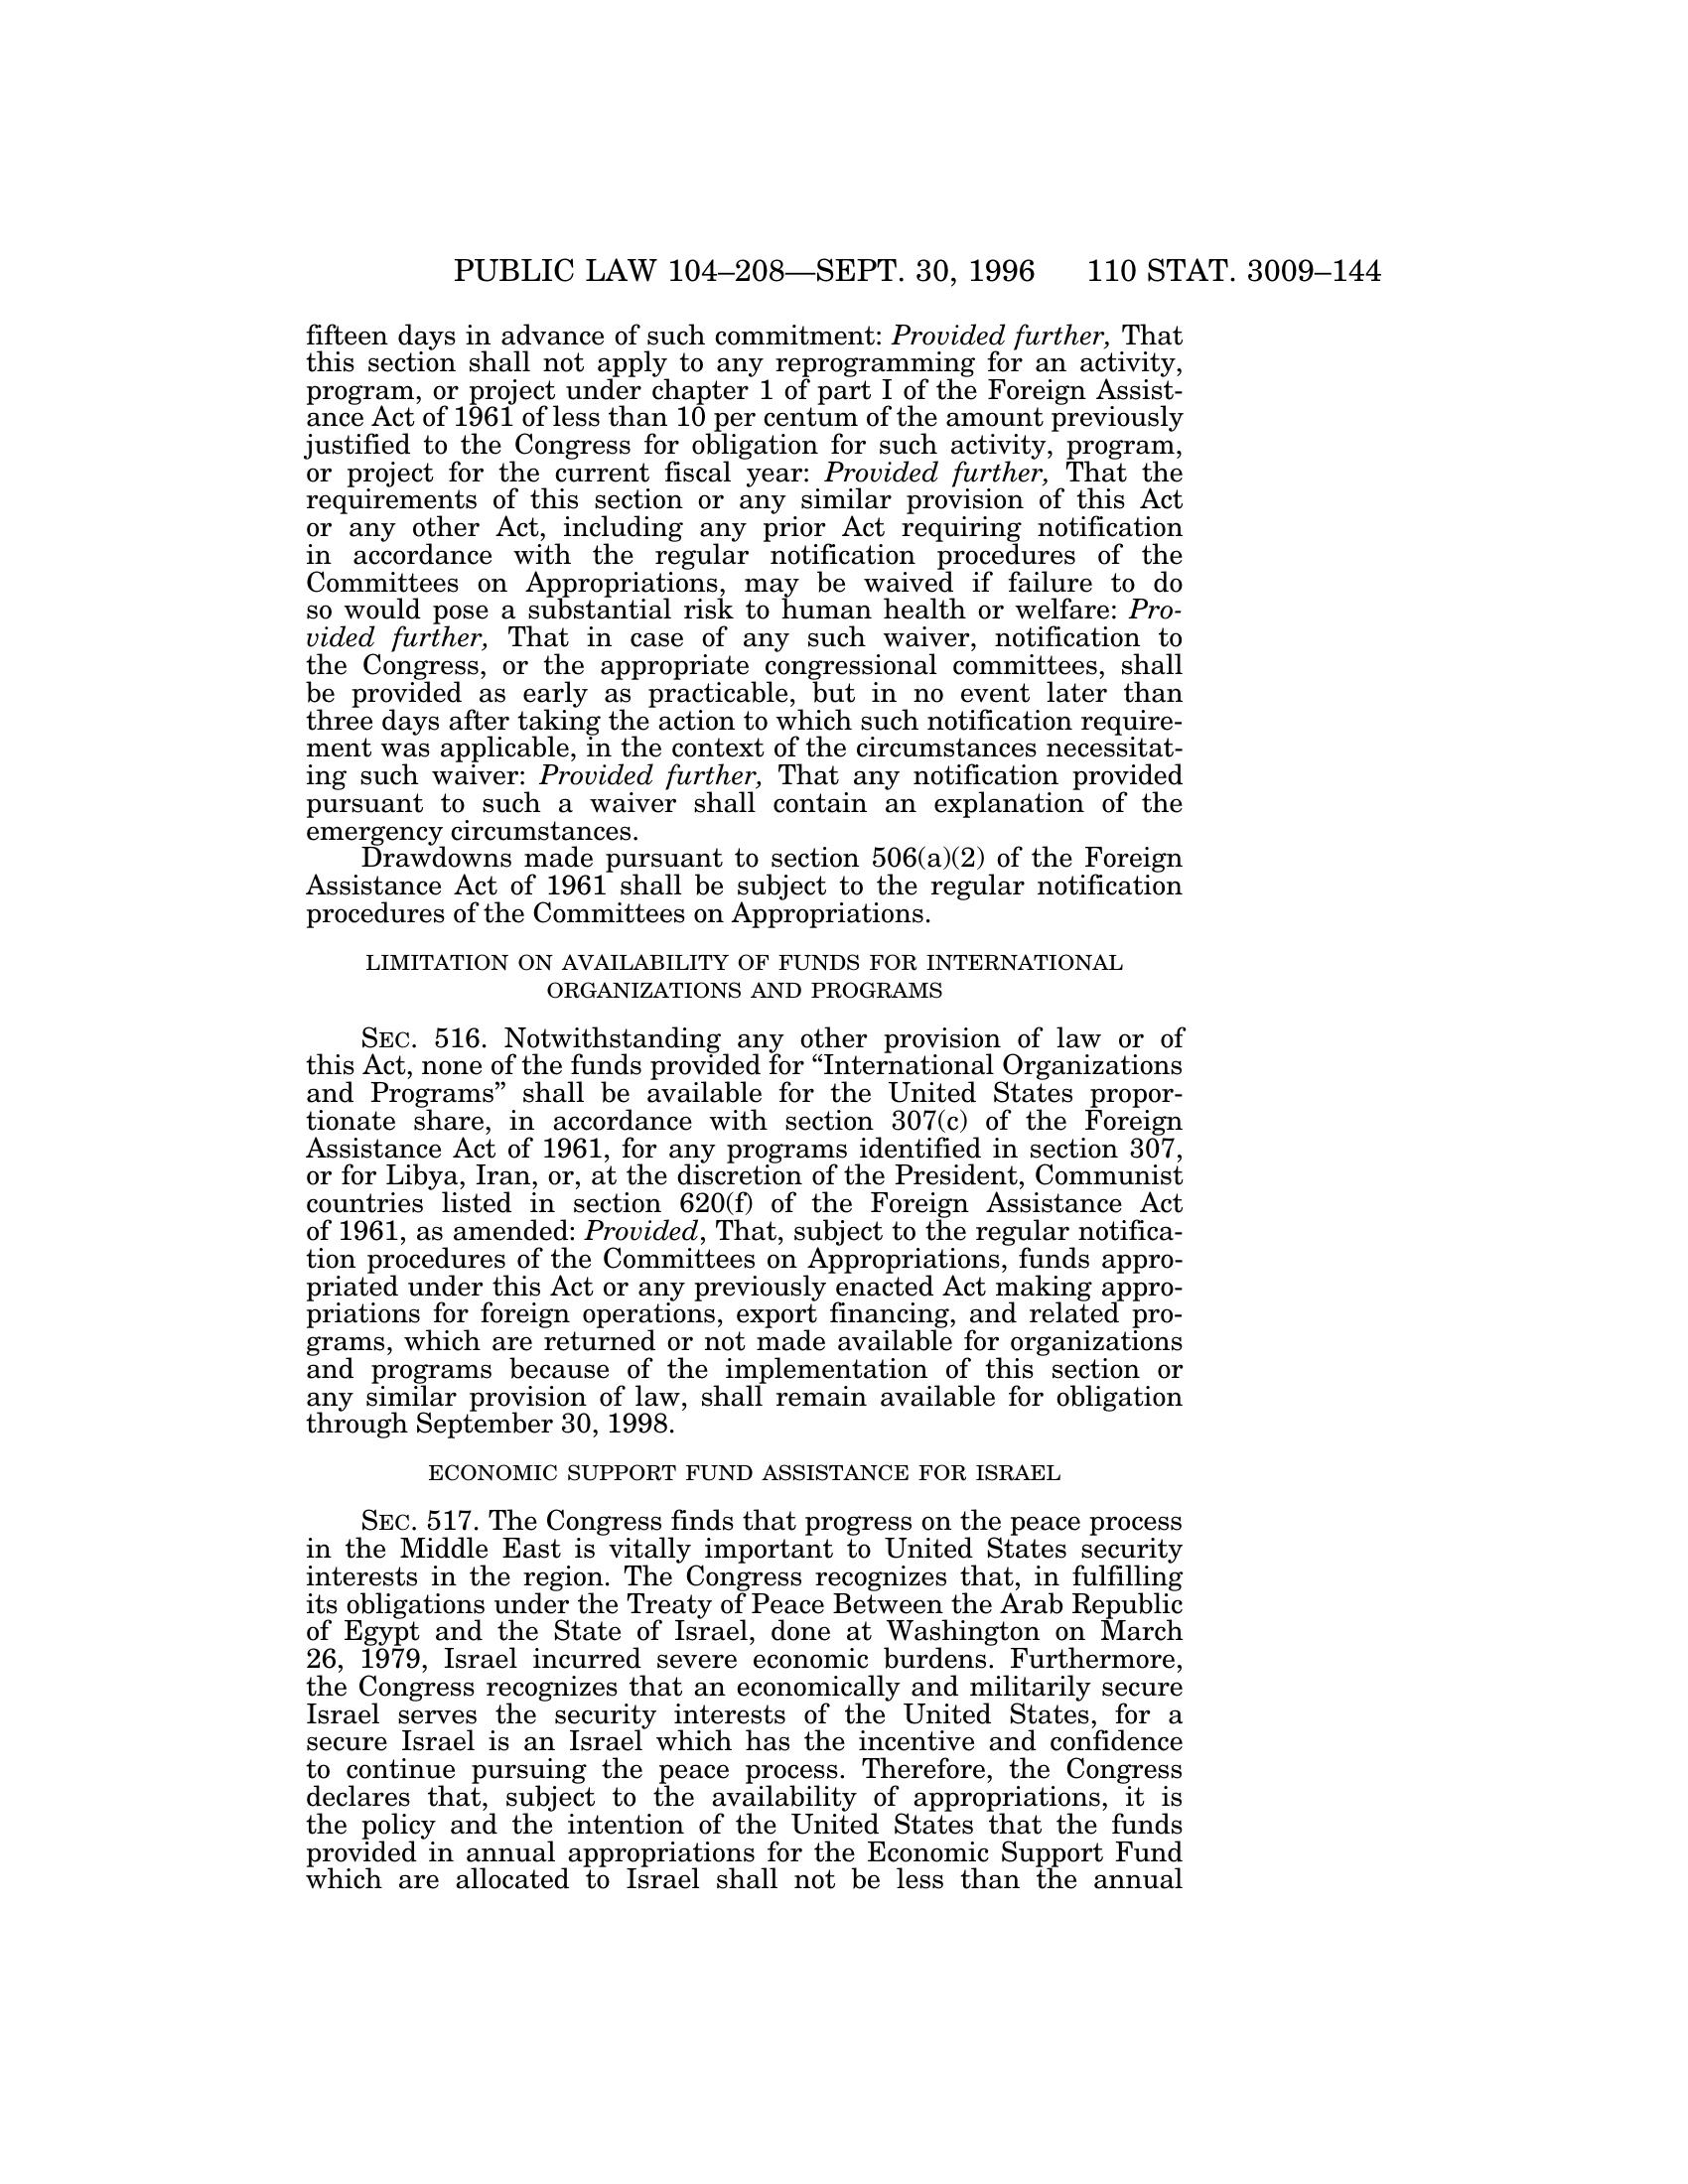 PUBLIC LAW 104–208—SEPT. 30, 1996 110 STAT. 3009–144
fifteen days in advance of such commitment: Provided further, That
this section shall not apply to any reprogramming for an activity,
program, or project under chapter 1 of part I of the Foreign Assist-
ance Act of 1961 of less than 10 per centum of the amount previously
justified to the Congress for obligation for such activity, program,
or project for the current fiscal year: Provided further, That the
requirements of this section or any similar provision of this Act
or any other Act, including any prior Act requiring notification
in accordance with the regular notification procedures of the
Committees on Appropriations, may be waived if failure to do
so would pose a substantial risk to human health or welfare: Pro-
vided further, That in case of any such waiver, notification to
the Congress, or the appropriate congressional committees, shall
be provided as early as practicable, but in no event later than
three days after taking the action to which such notification require-
ment was applicable, in the context of the circumstances necessitat-
ing such waiver: Provided further, That any notification provided
pursuant to such a waiver shall contain an explanation of the
emergency circumstances.
Drawdowns made pursuant to section 506(a)(2) of the Foreign
Assistance Act of 1961 shall be subject to the regular notification
procedures of the Committees on Appropriations.
LIMITATION ON AVAILABILITY OF FUNDS FOR INTERNATIONAL
ORGANIZATIONS AND PROGRAMS
SEC. 516. Notwithstanding any other provision of law or of
this Act, none of the funds provided for “International Organizations
and Programs” shall be available for the United States propor-
tionate share, in accordance with section 307(c) of the Foreign
Assistance Act of 1961, for any programs identified in section 307,
or for Libya, Iran, or, at the discretion of the President, Communist
countries listed in section 620(f) of the Foreign Assistance Act
of 1961, as amended: Provided, That, subject to the regular notifica-
tion procedures of the Committees on Appropriations, funds appro-
priated under this Act or any previously enacted Act making appro-
priations for foreign operations, export financing, and related pro-
grams, which are returned or not made available for organizations
and programs because of the implementation of this section or
any similar provision of law, shall remain available for obligation
through September 30, 1998.
ECONOMIC SUPPORT FUND ASSISTANCE FOR ISRAEL
SEC. 517. The Congress finds that progress on the peace process
in the Middle East is vitally important to United States security
interests in the region. The Congress recognizes that, in fulfilling
its obligations under the Treaty of Peace Between the Arab Republic
of Egypt and the State of Israel, done at Washington on March
26, 1979, Israel incurred severe economic burdens. Furthermore,
the Congress recognizes that an economically and militarily secure
Israel serves the security interests of the United States, for a
secure Israel is an Israel which has the incentive and confidence
to continue pursuing the peace process. Therefore, the Congress
declares that, subject to the availability of appropriations, it is
the policy and the intention of the United States that the funds
provided in annual appropriations for the Economic Support Fund
which are allocated to Israel shall not be less than the annual